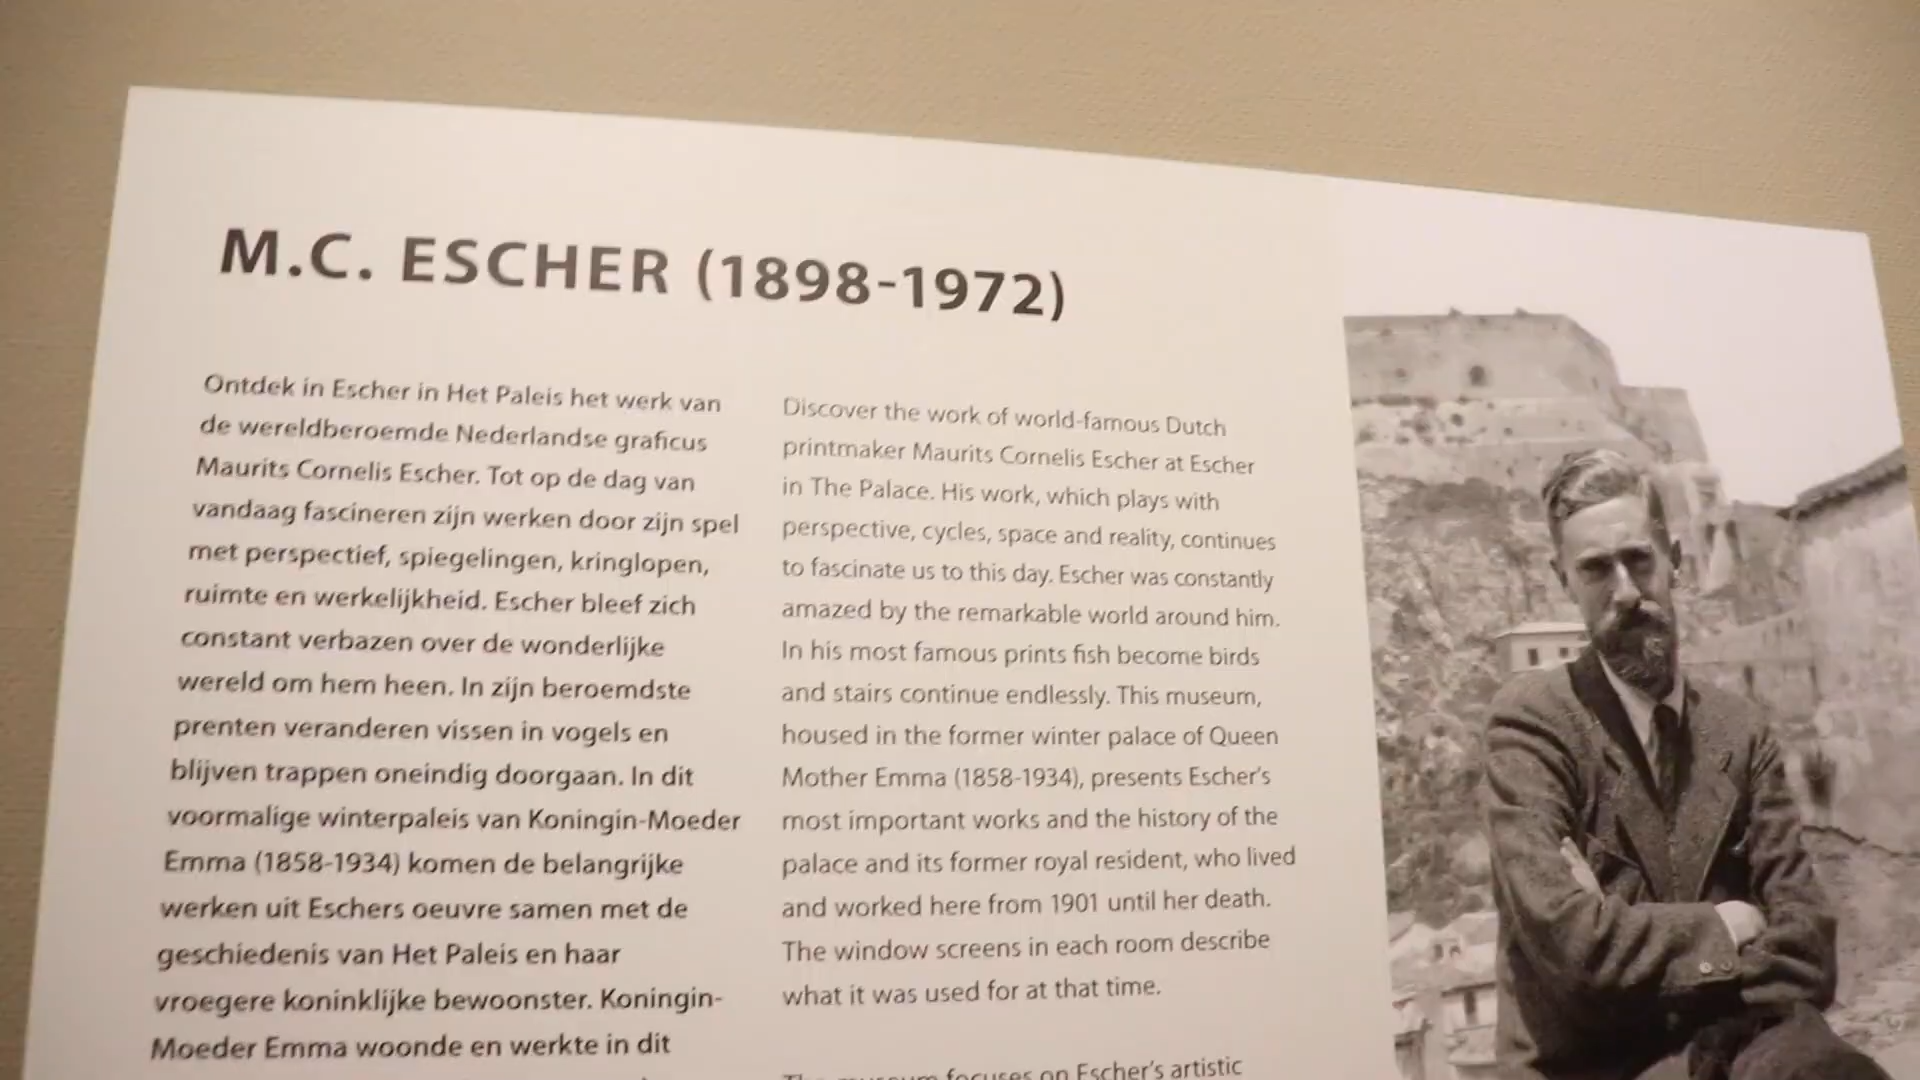 M.C. ESCHER (1898-1972)
Ontdek in Escher in Het Paleis het werk van
de wereldberoemde Nederlandse graficus
Maurits Cornelis Escher. Tot op de dag van
vandaag fascineren zijn werken door zijn spel
met perspectief, spiegelingen, kringlopen,
ruimte en werkelijkheid. Escher bleef zich
constant verbazen over de wonderlijke
wereld om hem heen. In zijn beroemdste
prenten veranderen vissen in vogels en
blijven trappen oneindig doorgaan. In dit
voormalige winterpaleis van Koningin-Moeder
Emma (1858-1934) komen de belangrijke
werken uit Eschers oeuvre samen met de
geschiedenis van Het Paleis en haar
vroegere koninklijke bewoonster. Koningin-
Moeder Emma woonde en werkte in dit
Discover the work of world-famous Dutch
printmaker Maurits Cornelis Escher at Escher
in The Palace. His work, which plays with
perspective, cycles, space and reality, continues
to fascinate us to this day. Escher was constantly
amazed by the remarkable world around him.
In his most famous prints fish become birds
and stairs continue endlessly. This museum,
housed in the former winter palace of Queen
Mother Emma (1858-1934), presents Escher's
most important works and the history of the
palace and its former royal resident, who lived
and worked here from 1901 until her death.
The window screens in each room describe
what it was used for at that time.
The museum focuses on Escher's artistic